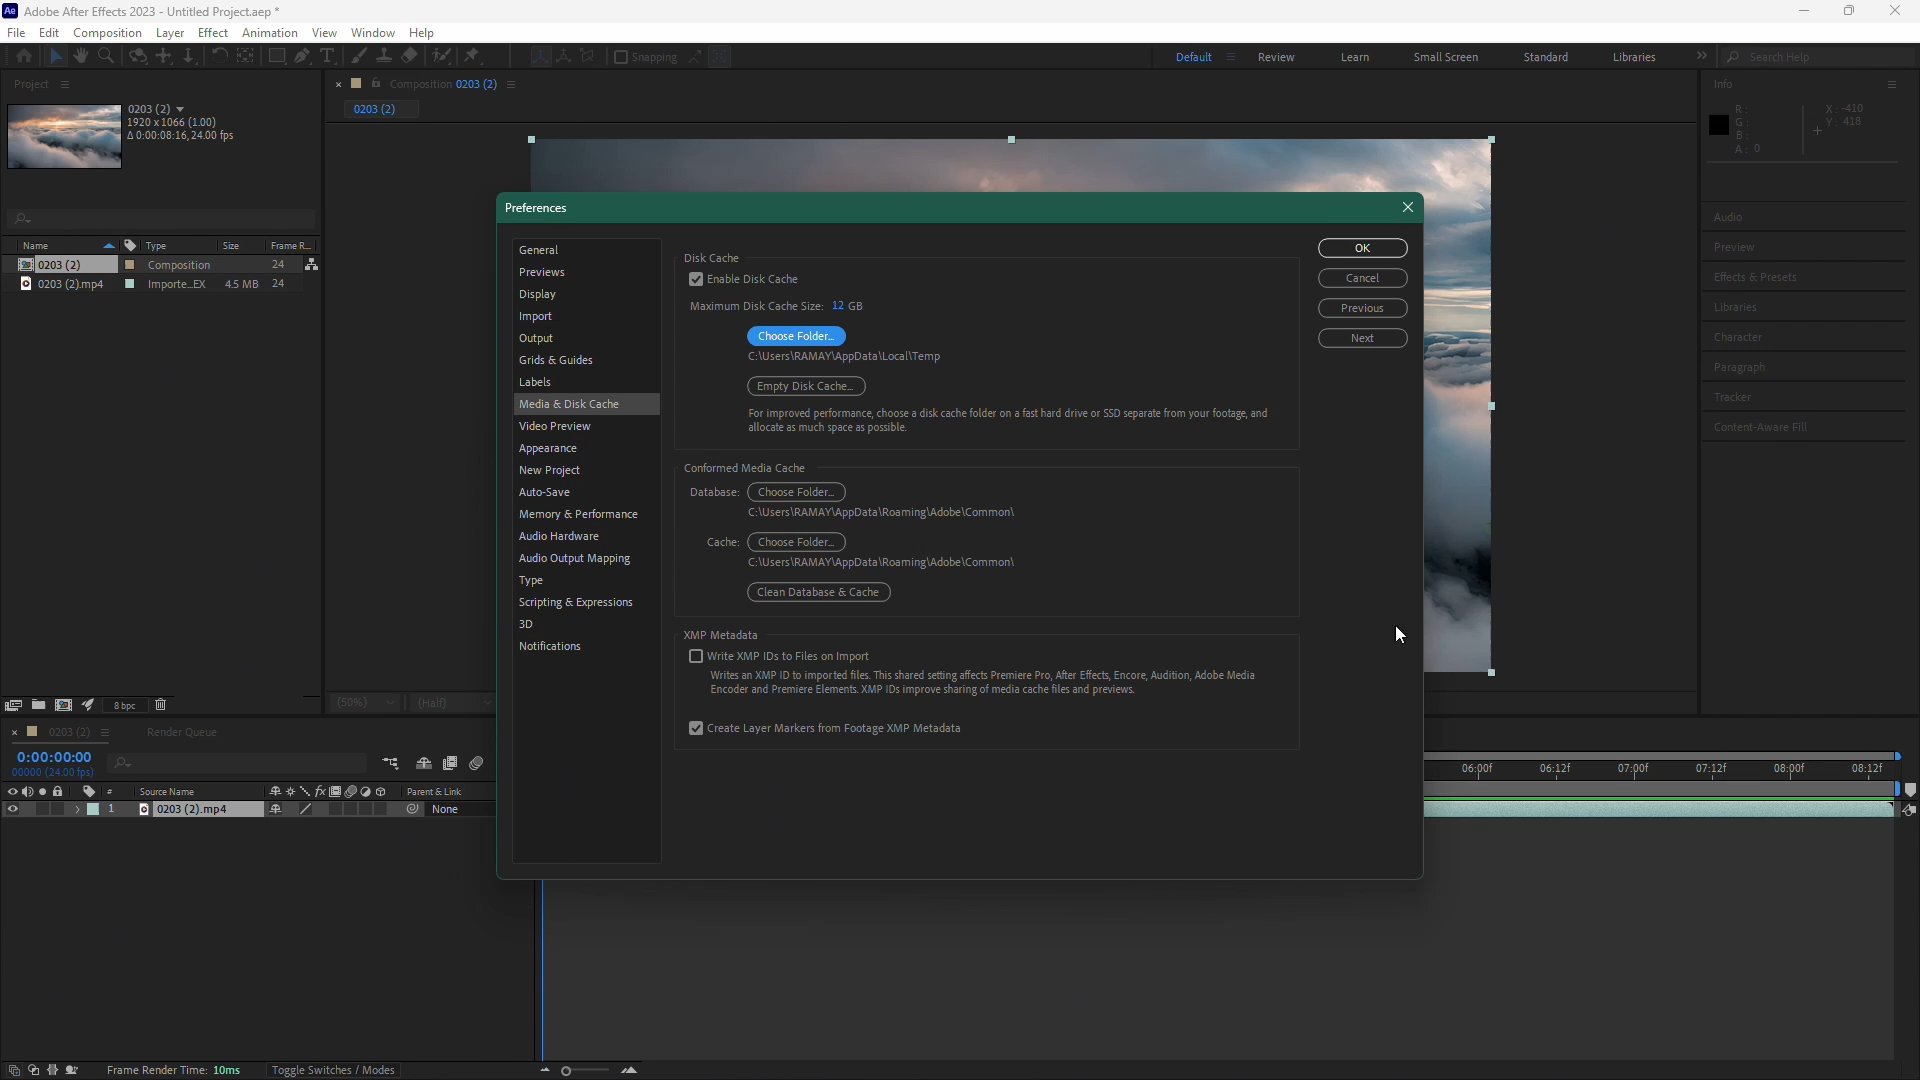 Ae Adobe After Effects 2023 - Untitled Project.aep *
File Edit Composition Layer Effect Animation View Window Help
Snapping
Default Review Learn Small Screen Standard Libraries Search Help
Project
0203 (2)
1920 x 1066 (1.00)
Δ 0:00:08:16, 24.00 fps
Name Type Size Frame R...
0203 (2) Composition 24
0203 (2).mp4 Importe...EX 4.5 MB 24
8 bpc
Composition 0203 (2)
0203 (2)
(50%) (Half)
Info
R:
G:
B:
A: 0
X: -410
Y: 418
Audio
Preview
Effects & Presets
Libraries
Character
Paragraph
Tracker
Content-Aware Fill
Preferences
General
Previews
Display
Import
Output
Grids & Guides
Labels
Media & Disk Cache
Video Preview
Appearance
New Project
Auto-Save
Memory & Performance
Audio Hardware
Audio Output Mapping
Type
Scripting & Expressions
3D
Notifications
Disk Cache
Enable Disk Cache
Maximum Disk Cache Size: 12 GB
Choose Folder...
C:\Users\RAMAY\AppData\Local\Temp
Empty Disk Cache...
For improved performance, choose a disk cache folder on a fast hard drive or SSD separate from your footage, and
allocate as much space as possible.
Conformed Media Cache
Database: Choose Folder...
C:\Users\RAMAY\AppData\Roaming\Adobe\Common\
Cache: Choose Folder...
C:\Users\RAMAY\AppData\Roaming\Adobe\Common\
Clean Database & Cache
XMP Metadata
Write XMP IDs to Files on Import
Writes an XMP ID to imported files. This shared setting affects Premiere Pro, After Effects, Encore, Audition, Adobe Media
Encoder and Premiere Elements. XMP IDs improve sharing of media cache files and previews.
Create Layer Markers from Footage XMP Metadata
OK
Cancel
Previous
Next
0203 (2) Render Queue
0:00:00:00
00000 (24.00 fps)
# Source Name fx Parent & Link
1 0203 (2).mp4 None
06:00f 06:12f 07:00f 07:12f 08:00f 08:12f
Frame Render Time: 10ms Toggle Switches / Modes